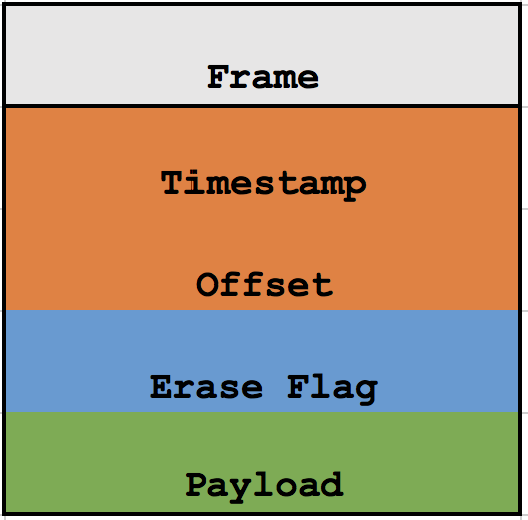 Frame
Timestamp
Offset
Erase Flag
Payload